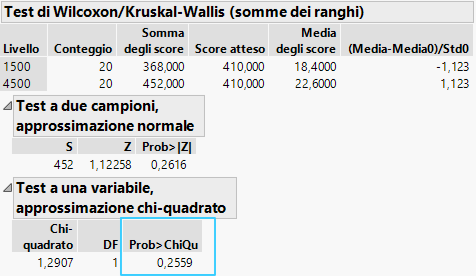 Test di Wilcoxon/Kruskal-Wallis (somme dei ranghi)
Somma Media
Livello Conteggio degli score Score atteso degli score (Media-Media0)/Std0
1500 20 368,000 410,000 18,4000 -1,123
4500 20 452,000 410,000 22,6000 1,123
Test a due campioni,
approssimazione normale
S Z Prob>|Z|
452 1,12258 0,2616
Test a una variabile,
approssimazione chi-quadrato
Chi-
quadrato DF Prob>ChiQu
1,2907 1 0,2559